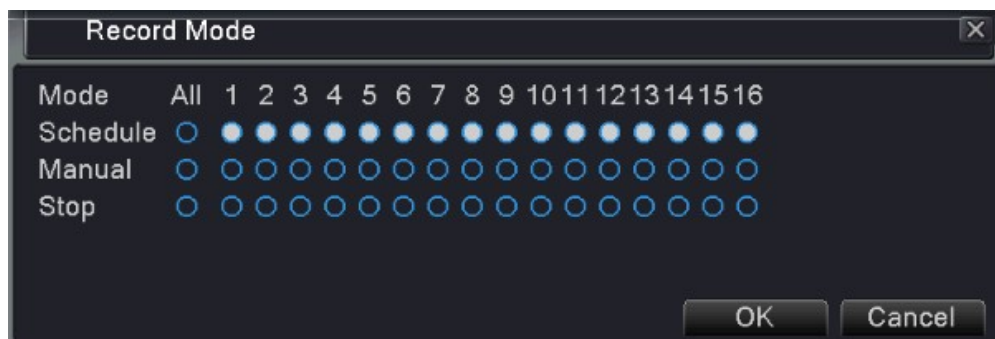 Record Mode
Mode All 1 2 3 4 5 6 7 8 9 10 11 12 13 14 15 16
Schedule
Manual
Stop
OK Cancel